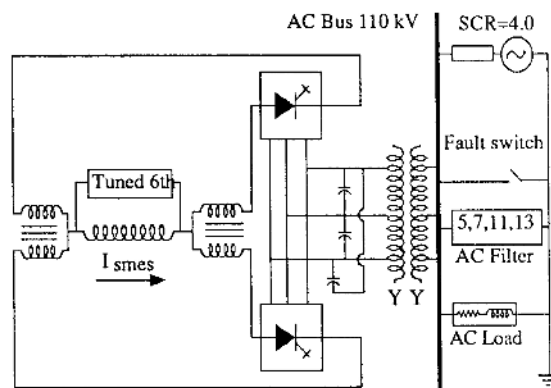 AC Bus 110 kV
SCR=4.0
Fault switch
Tuned 6th
5,7,11,13
AC Filter
I smes
Y Y
AC Load